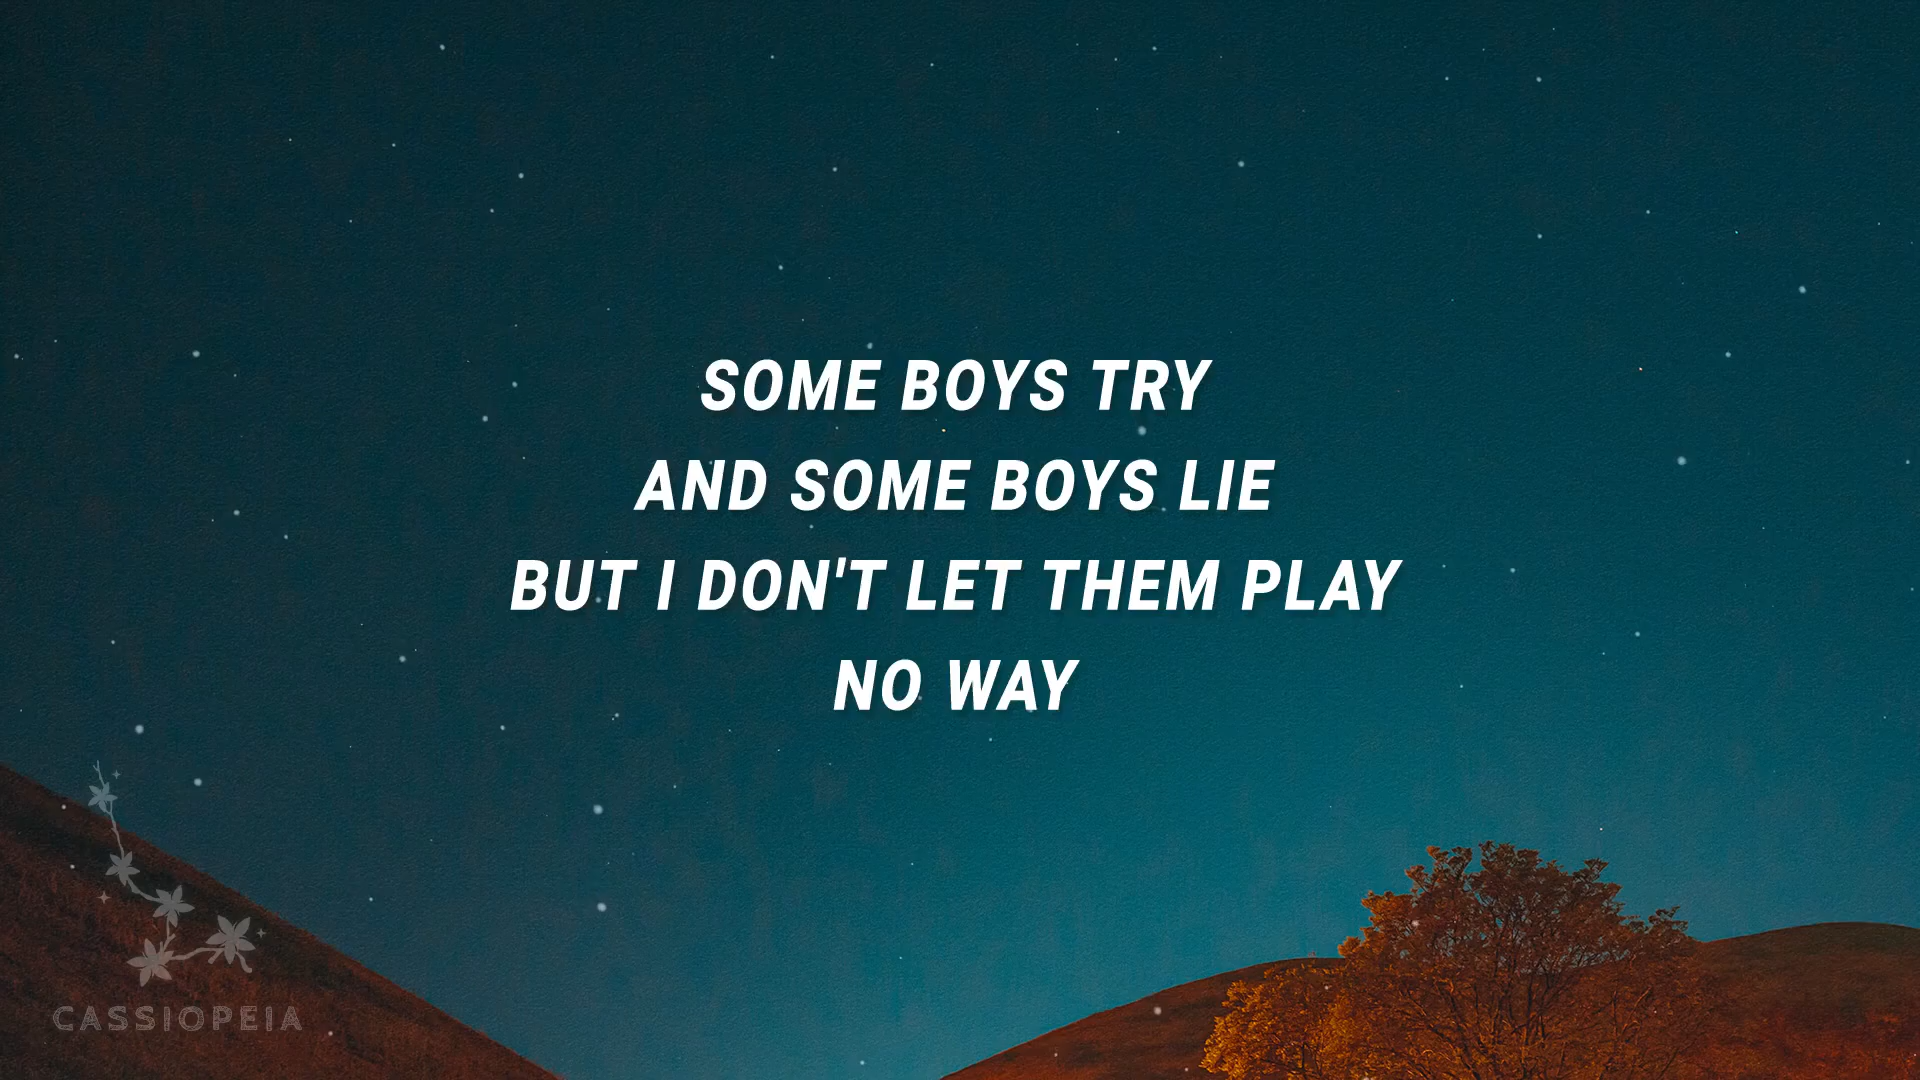 SOME BOYS TRY
AND SOME BOYS LIE
BUT I DON'T LET THEM PLAY
NO WAY
CASSIOPEIA